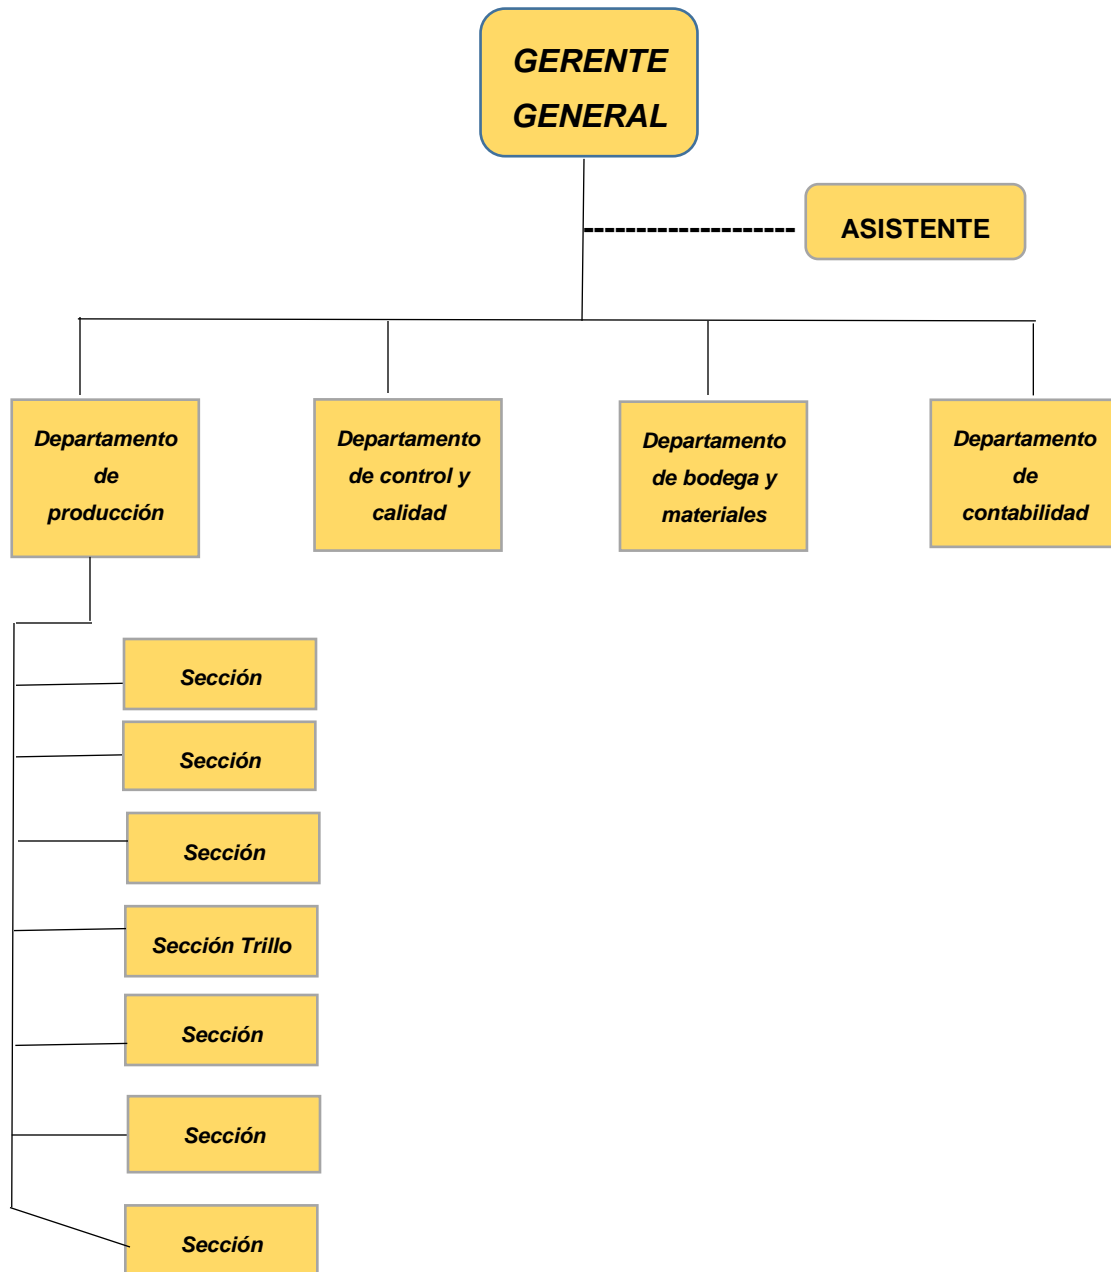 GERENTE
GENERAL
ASISTENTE
Departamento
de
producción
Departamento
de control y
calidad
Departamento
de bodega y
materiales
Departamento
de
contabilidad
Sección
Sección
Sección
Sección Trillo
Sección
Sección
Sección